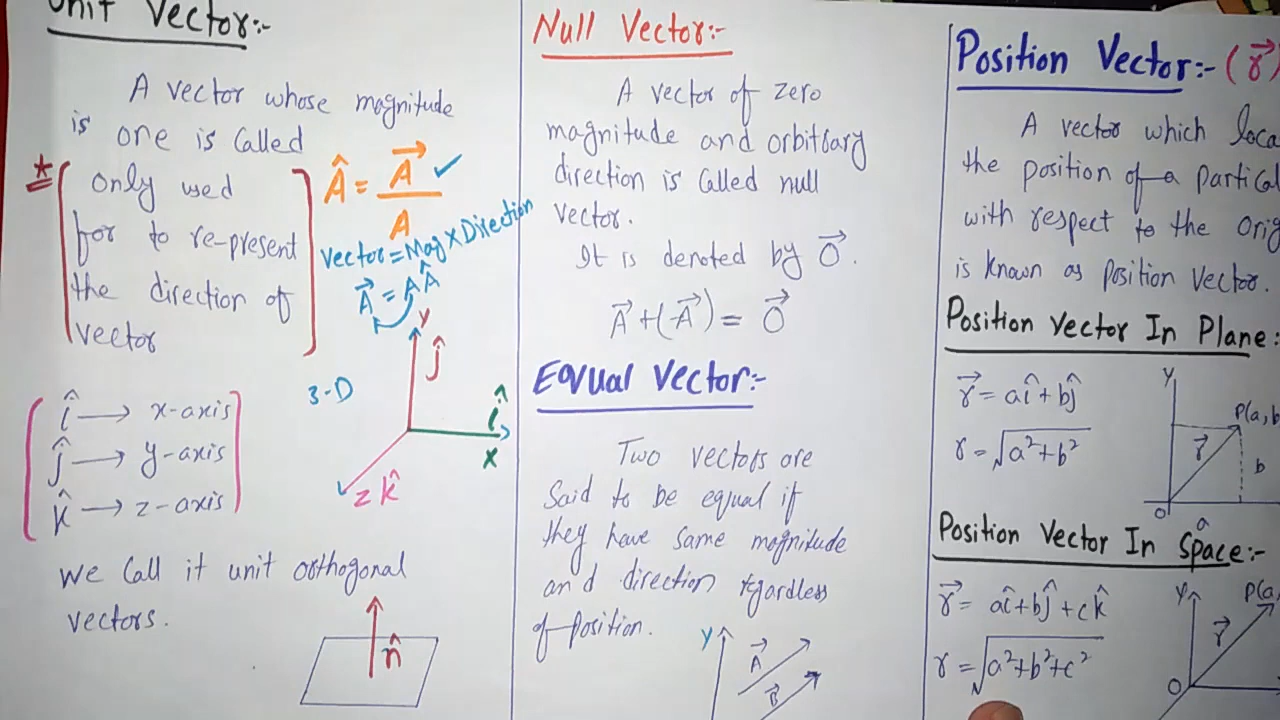 Unit Vector:-
A vector whose magnitude
is one is called
* only used
for to re-present
the direction of
vector
Â = A⃗ / A ✓
Vector = Mag × Direction
A⃗ = AÂ
3-D
Y
ĵ
î
X
Z k̂
î → x-axis
ĵ → y-axis
k̂ → z-axis
We Call it unit orthogonal
vectors.
n̂
Null Vector:-
A vector of zero
magnitude and orbitbary
direction is Called null
vector.
It is denoted by O⃗.
A⃗ + (-A⃗) = O⃗
Equal Vector:-
Two vectors are
Said to be equal if
they have same magnitude
and direction regardless
of position.
Y
A⃗
B⃗
Position Vector:- (r⃗)
A vector which loca
the position of a partical
with respect to the orig
is known as position vector.
Position Vector In Plane:
r⃗ = aî + bĵ
r = √a² + b²
Y
P(a, b
r⃗
b
O
a
Position Vector In Space:-
r⃗ = aî + bĵ + ck̂
r = √a² + b² + c²
Y
P(a,
r⃗
O